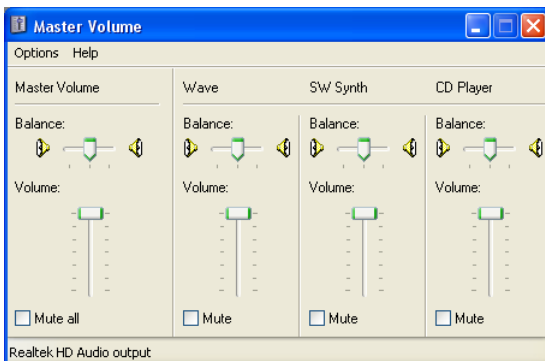 Master Volume
Options Help
Master Volume Wave SW Synth CD Player
Balance: Balance: Balance: Balance:
Volume: Volume: Volume: Volume:
Mute all Mute Mute Mute
Realtek HD Audio output